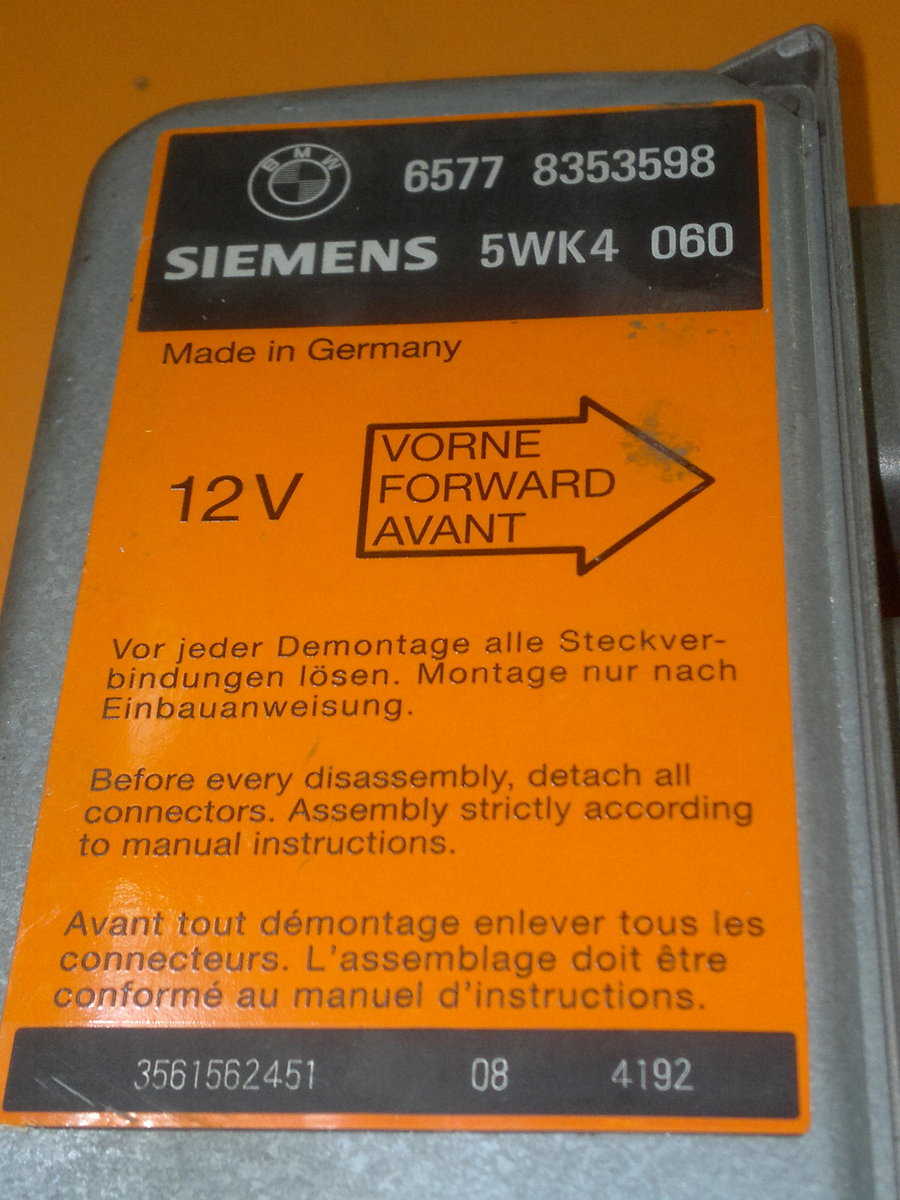 BMW 6577 8353598
SIEMENS 5WK4 060
Made in Germany
12V
VORNE
FORWARD
AVANT
Vor jeder Demontage alle Steckver-
bindungen lösen. Montage nur nach
Einbauanweisung.
Before every disassembly, detach all
connectors. Assembly strictly according
to manual instructions.
Avant tout démontage enlever tous les
connecteurs. L'assemblage doit être
conformé au manuel d'instructions.
3561562451 08 4192